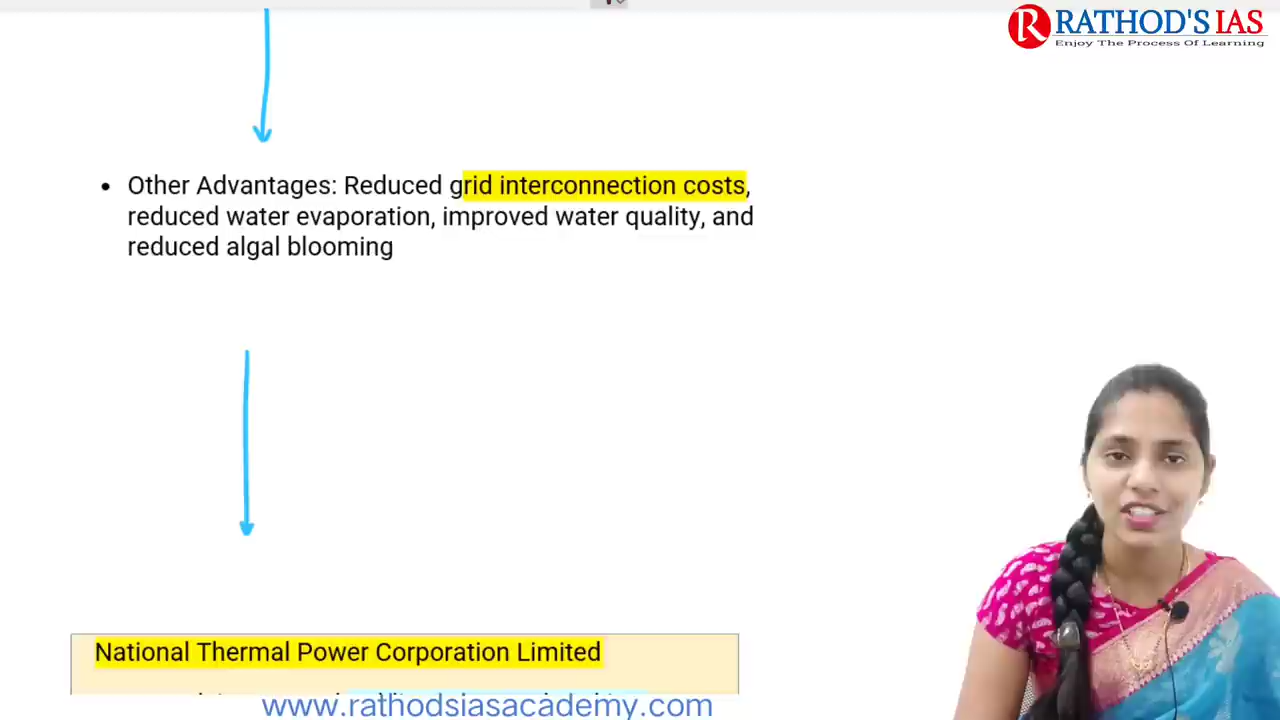 RATHOD'S IAS
Enjoy The Process Of Learning
• Other Advantages: Reduced grid interconnection costs,
reduced water evaporation, improved water quality, and
reduced algal blooming
National Thermal Power Corporation Limited
www.rathodsiasacademy.com